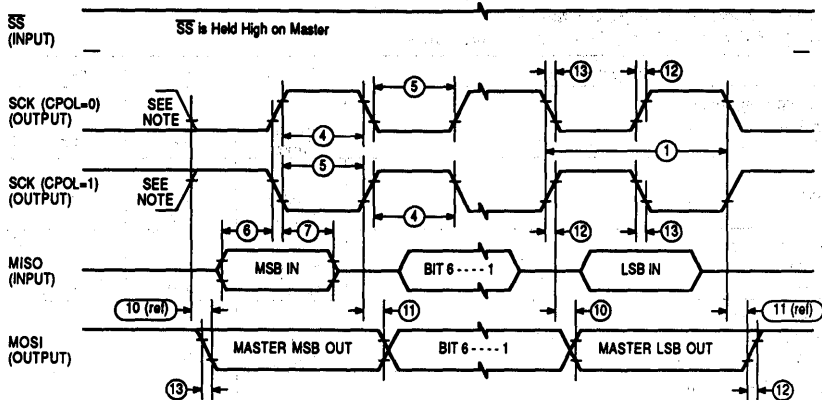 SS
(INPUT)
SS is Held High on Master
13
12
5
SCK (CPOL=0)
(OUTPUT)
SEE
NOTE
4
1
5
SCK (CPOL=1)
(OUTPUT)
SEE
NOTE
4
12
13
6
7
MISO
(INPUT)
MSB IN
BIT 6 - - - - 1
LSB IN
10 (ref)
11
10
11 (ref)
MOSI
(OUTPUT)
MASTER MSB OUT
BIT 6 - - - - 1
MASTER LSB OUT
13
12